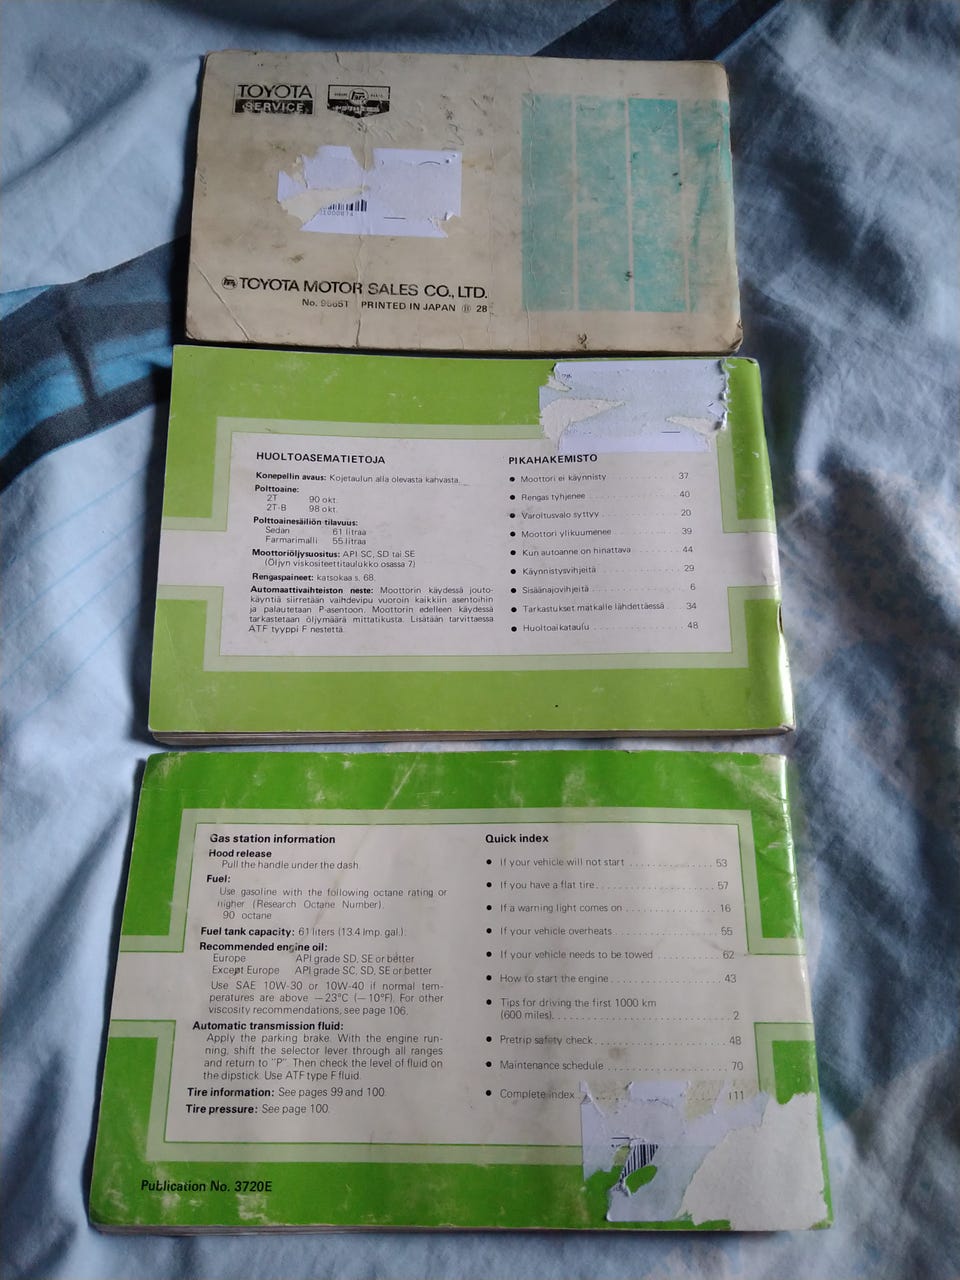 TOYOTA
SERVICE
TOYOTA MOTOR SALES CO., LTD.
No. 98651 PRINTED IN JAPAN Ⓗ 28
HUOLTOASEMATIETOJA
Konepellin avaus: Kojetaulun alla olevasta kahvasta.
Polttoaine:
2T 90 okt.
2T-B 98 okt.
Polttoainesäiliön tilavuus:
Sedan 61 litraa
Farmarimalli 55 litraa
Moottoriöljysuositus: API SC, SD tai SE
(Öljyn viskositeettitaulukko osassa 7)
Rengaspaineet: katsokaa s. 68.
Automaattivaihteiston neste: Moottorin käydessä jouto-
käyntiä siirretään vaihdevipu vuoroin kaikkiin asentoihin
ja palautetaan P-asentoon. Moottorin edelleen käydessä
tarkastetaan öljymäärä mittatikusta. Lisätään tarvittaessa
ATF tyyppi F nestettä.
PIKAHAKEMISTO
● Moottori ei käynnisty 37
● Rengas tyhjenee 40
● Varoitusvalo syttyy 20
● Moottori ylikuumenee 39
● Kun autoanne on hinattava 44
● Käynnistysvihjeitä 29
● Sisäänajovihjeitä 6
● Tarkastukset matkalle lähdettäessä 34
● Huoltoaikataulu 48
Gas station information
Hood release
Pull the handle under the dash.
Fuel:
Use gasoline with the following octane rating or
higher (Research Octane Number).
90 octane
Fuel tank capacity: 61 liters (13.4 Imp. gal.)
Recommended engine oil:
Europe API grade SD, SE or better
Except Europe API grade SC, SD, SE or better
Use SAE 10W-30 or 10W-40 if normal tem-
peratures are above −23°C (−10°F). For other
viscosity recommendations, see page 106.
Automatic transmission fluid:
Apply the parking brake. With the engine run-
ning, shift the selector lever through all ranges
and return to "P". Then check the level of fluid on
the dipstick. Use ATF type F fluid.
Tire information: See pages 99 and 100.
Tire pressure: See page 100.
Quick index
● If your vehicle will not start 53
● If you have a flat tire 57
● If a warning light comes on 16
● If your vehicle overheats 55
● If your vehicle needs to be towed 62
● How to start the engine 43
● Tips for driving the first 1000 km
(600 miles) 2
● Pretrip safety check 48
● Maintenance schedule 70
● Complete index 111
Publication No. 3720E